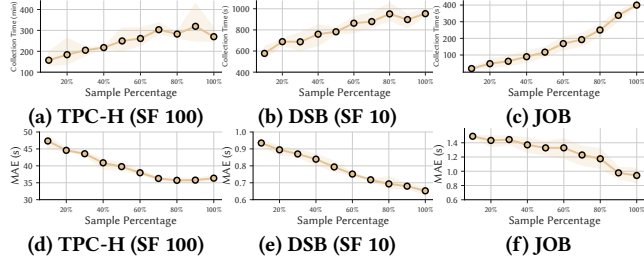 Collection Time (min)
400
300
200
100
20% 40% 60% 80% 100%
Sample Percentage
(a) TPC-H (SF 100)
Collection Time (s)
1000
800
600
400
20% 40% 60% 80% 100%
Sample Percentage
(b) DSB (SF 10)
Collection Time (s)
400
300
200
100
20% 40% 60% 80% 100%
Sample Percentage
(c) JOB
MAE (s)
50
45
40
35
30
20% 40% 60% 80% 100%
Sample Percentage
(d) TPC-H (SF 100)
MAE (s)
1.0
0.9
0.8
0.7
0.6
20% 40% 60% 80% 100%
Sample Percentage
(e) DSB (SF 10)
MAE (s)
1.4
1.2
1.0
0.8
0.6
20% 40% 60% 80% 100%
Sample Percentage
(f) JOB